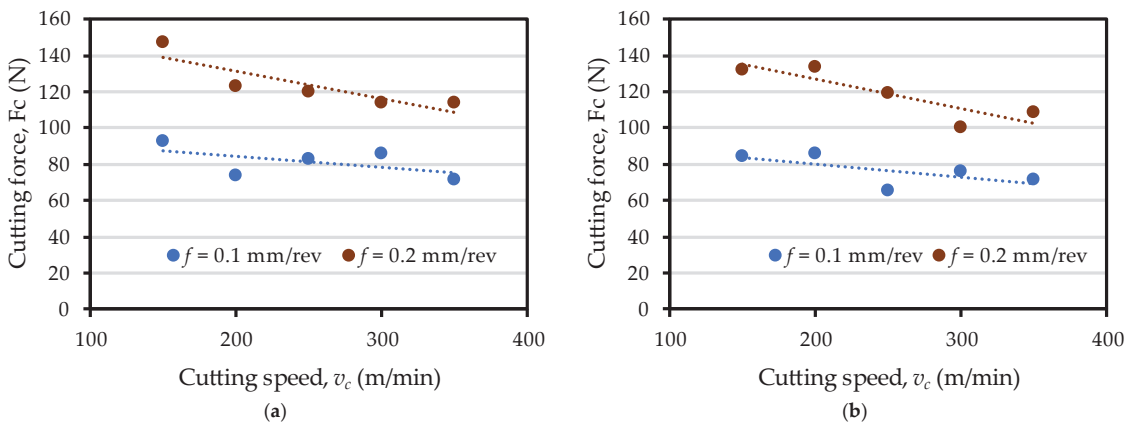 160
140
120
100
80
60
40
20
0
Cutting force, Fc (N)
f = 0.1 mm/rev f = 0.2 mm/rev
100 200 300 400
Cutting speed, vc (m/min)
(a)
160
140
120
100
80
60
40
20
0
Cutting force, Fc (N)
f = 0.1 mm/rev f = 0.2 mm/rev
100 200 300 400
Cutting speed, vc (m/min)
(b)